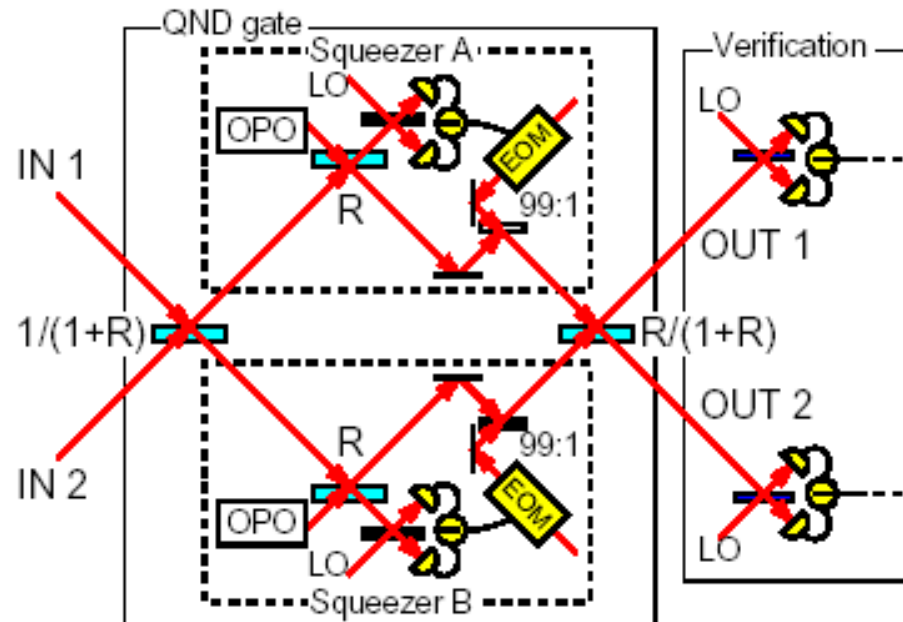 QND gate
Squeezer A
LO
OPO
EOM
R
99:1
IN 1
IN 2
1/(1+R)
R/(1+R)
R
99:1
OPO
EOM
LO
Squeezer B
Verification
LO
OUT 1
OUT 2
LO